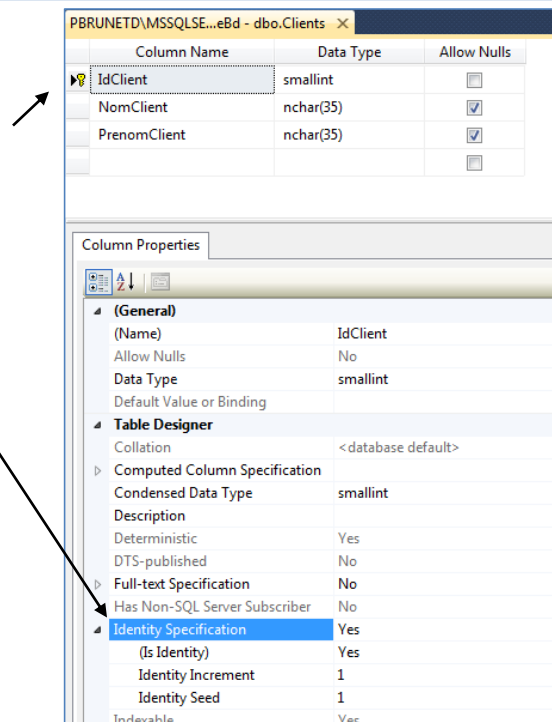 PBRUNETD\MSSQLSE...eBd - dbo.Clients
Column Name Data Type Allow Nulls
IdClient smallint
NomClient nchar(35)
PrenomClient nchar(35)
Column Properties
(General)
(Name) IdClient
Allow Nulls No
Data Type smallint
Default Value or Binding
Table Designer
Collation <database default>
Computed Column Specification
Condensed Data Type smallint
Description
Deterministic Yes
DTS-published No
Full-text Specification No
Has Non-SQL Server Subscriber No
Identity Specification Yes
(Is Identity) Yes
Identity Increment 1
Identity Seed 1
Indexable Yes